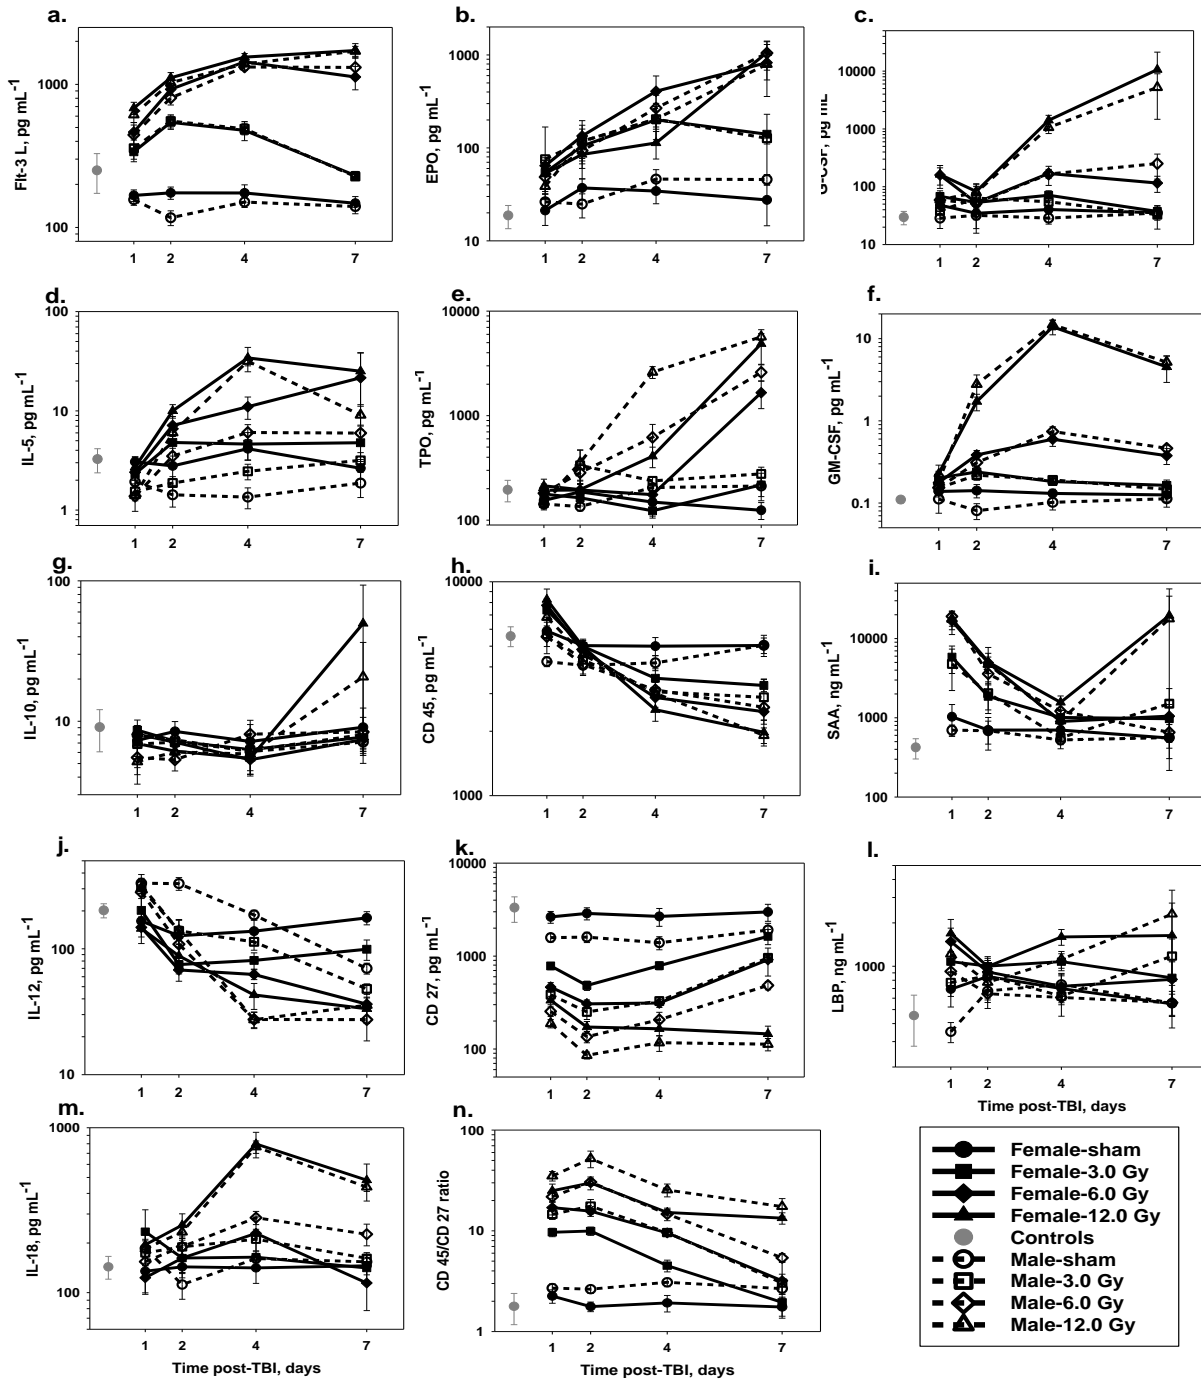 a.
1000
100
Flt-3 L, pg mL-1
1 2 4 7
b.
1000
100
10
EPO, pg mL-1
1 2 4 7
c.
10000
1000
100
10
G-CSF, pg mL-1
1 2 4 7
d.
100
10
1
IL-5, pg mL-1
1 2 4 7
e.
10000
1000
100
TPO, pg mL-1
1 2 4 7
f.
10
1
0.1
GM-CSF, pg mL-1
1 2 4 7
g.
100
10
IL-10, pg mL-1
1 2 4 7
h.
10000
1000
CD 45, pg mL-1
1 2 4 7
i.
10000
1000
100
SAA, ng mL-1
1 2 4 7
j.
100
10
IL-12, pg mL-1
1 2 4 7
k.
10000
1000
100
CD 27, pg mL-1
1 2 4 7
l.
1000
LBP, ng mL-1
1 2 4 7
Time post-TBI, days
m.
1000
100
IL-18, pg mL-1
1 2 4 7
Time post-TBI, days
n.
100
10
1
CD 45/CD 27 ratio
1 2 4 7
Time post-TBI, days
Female-sham
Female-3.0 Gy
Female-6.0 Gy
Female-12.0 Gy
Controls
Male-sham
Male-3.0 Gy
Male-6.0 Gy
Male-12.0 Gy